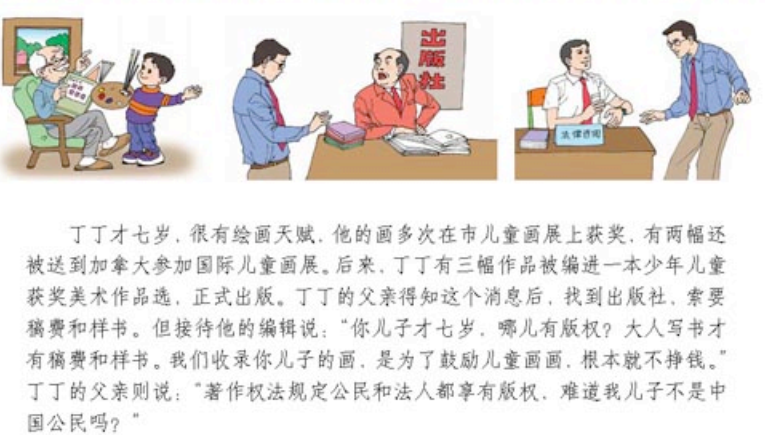 出版社
法律咨询
丁丁才七岁，很有绘画天赋，他的画多次在市儿童画展上获奖，有两幅还
被送到加拿大参加国际儿童画展。后来，丁丁有三幅作品被编进一本少年儿童
获奖美术作品选，正式出版。丁丁的父亲得知这个消息后，找到出版社，索要
稿费和样书。但接待他的编辑说：“你儿子才七岁，哪儿有版权？大人写书才
有稿费和样书。我们收录你儿子的画，是为了鼓励儿童画画，根本就不挣钱。”
丁丁的父亲则说：“著作权法规定公民和法人都享有版权，难道我儿子不是中
国公民吗？”